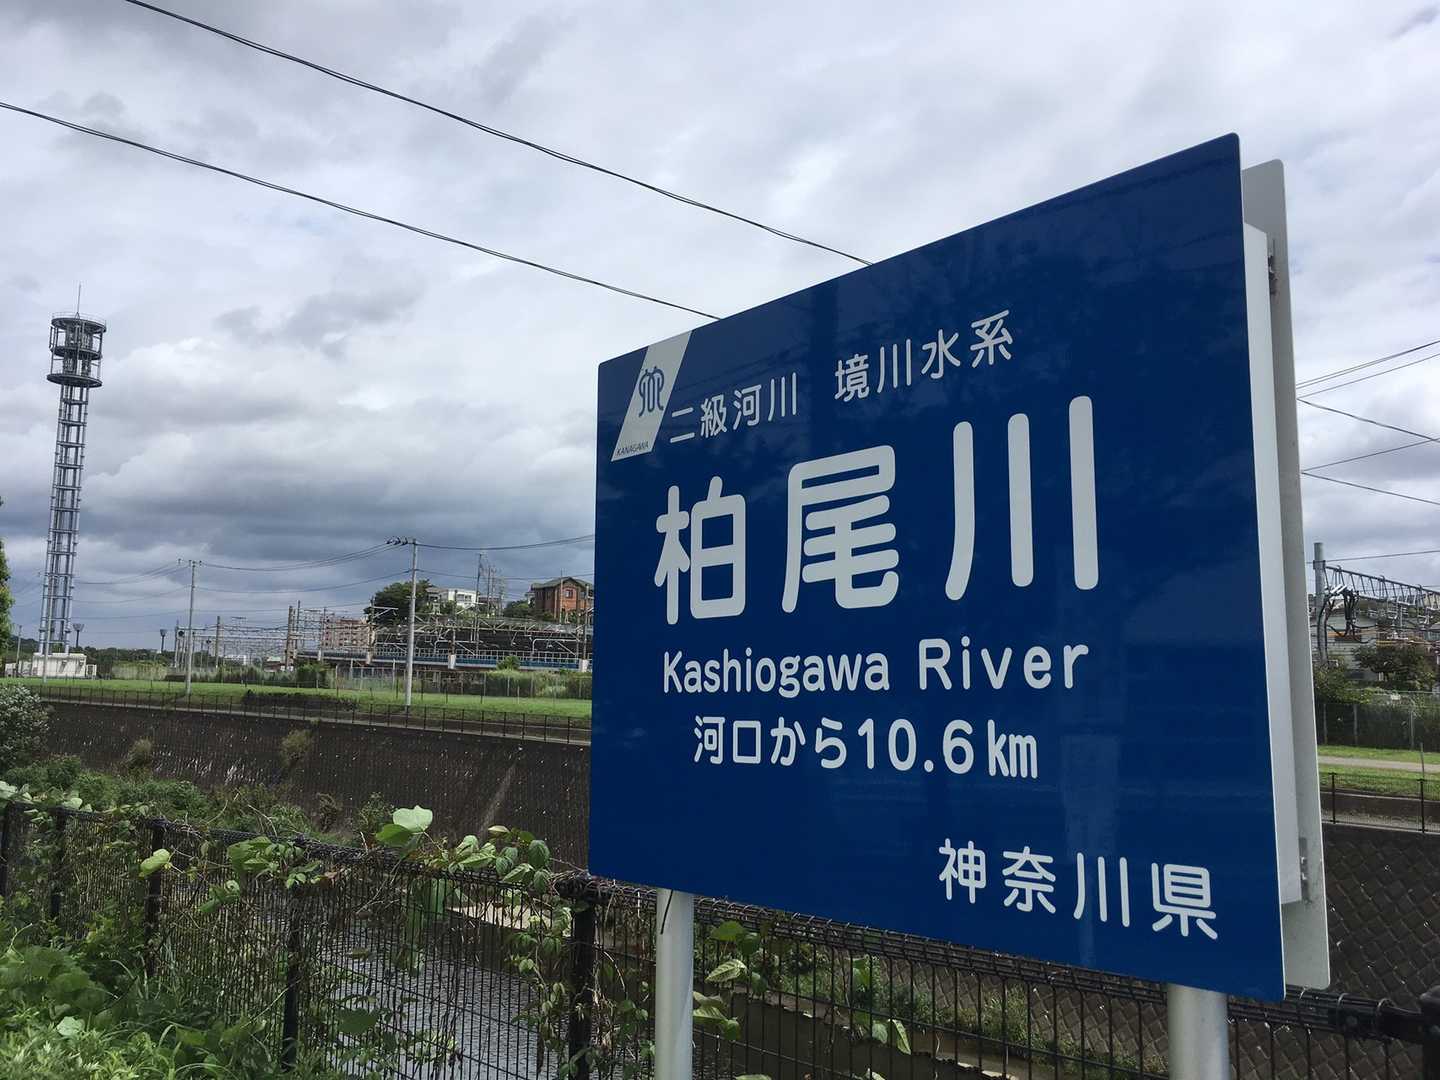 KANAGAWA
二級河川 境川水系
柏尾川
Kashiogawa River
河口から10.6km
神奈川県